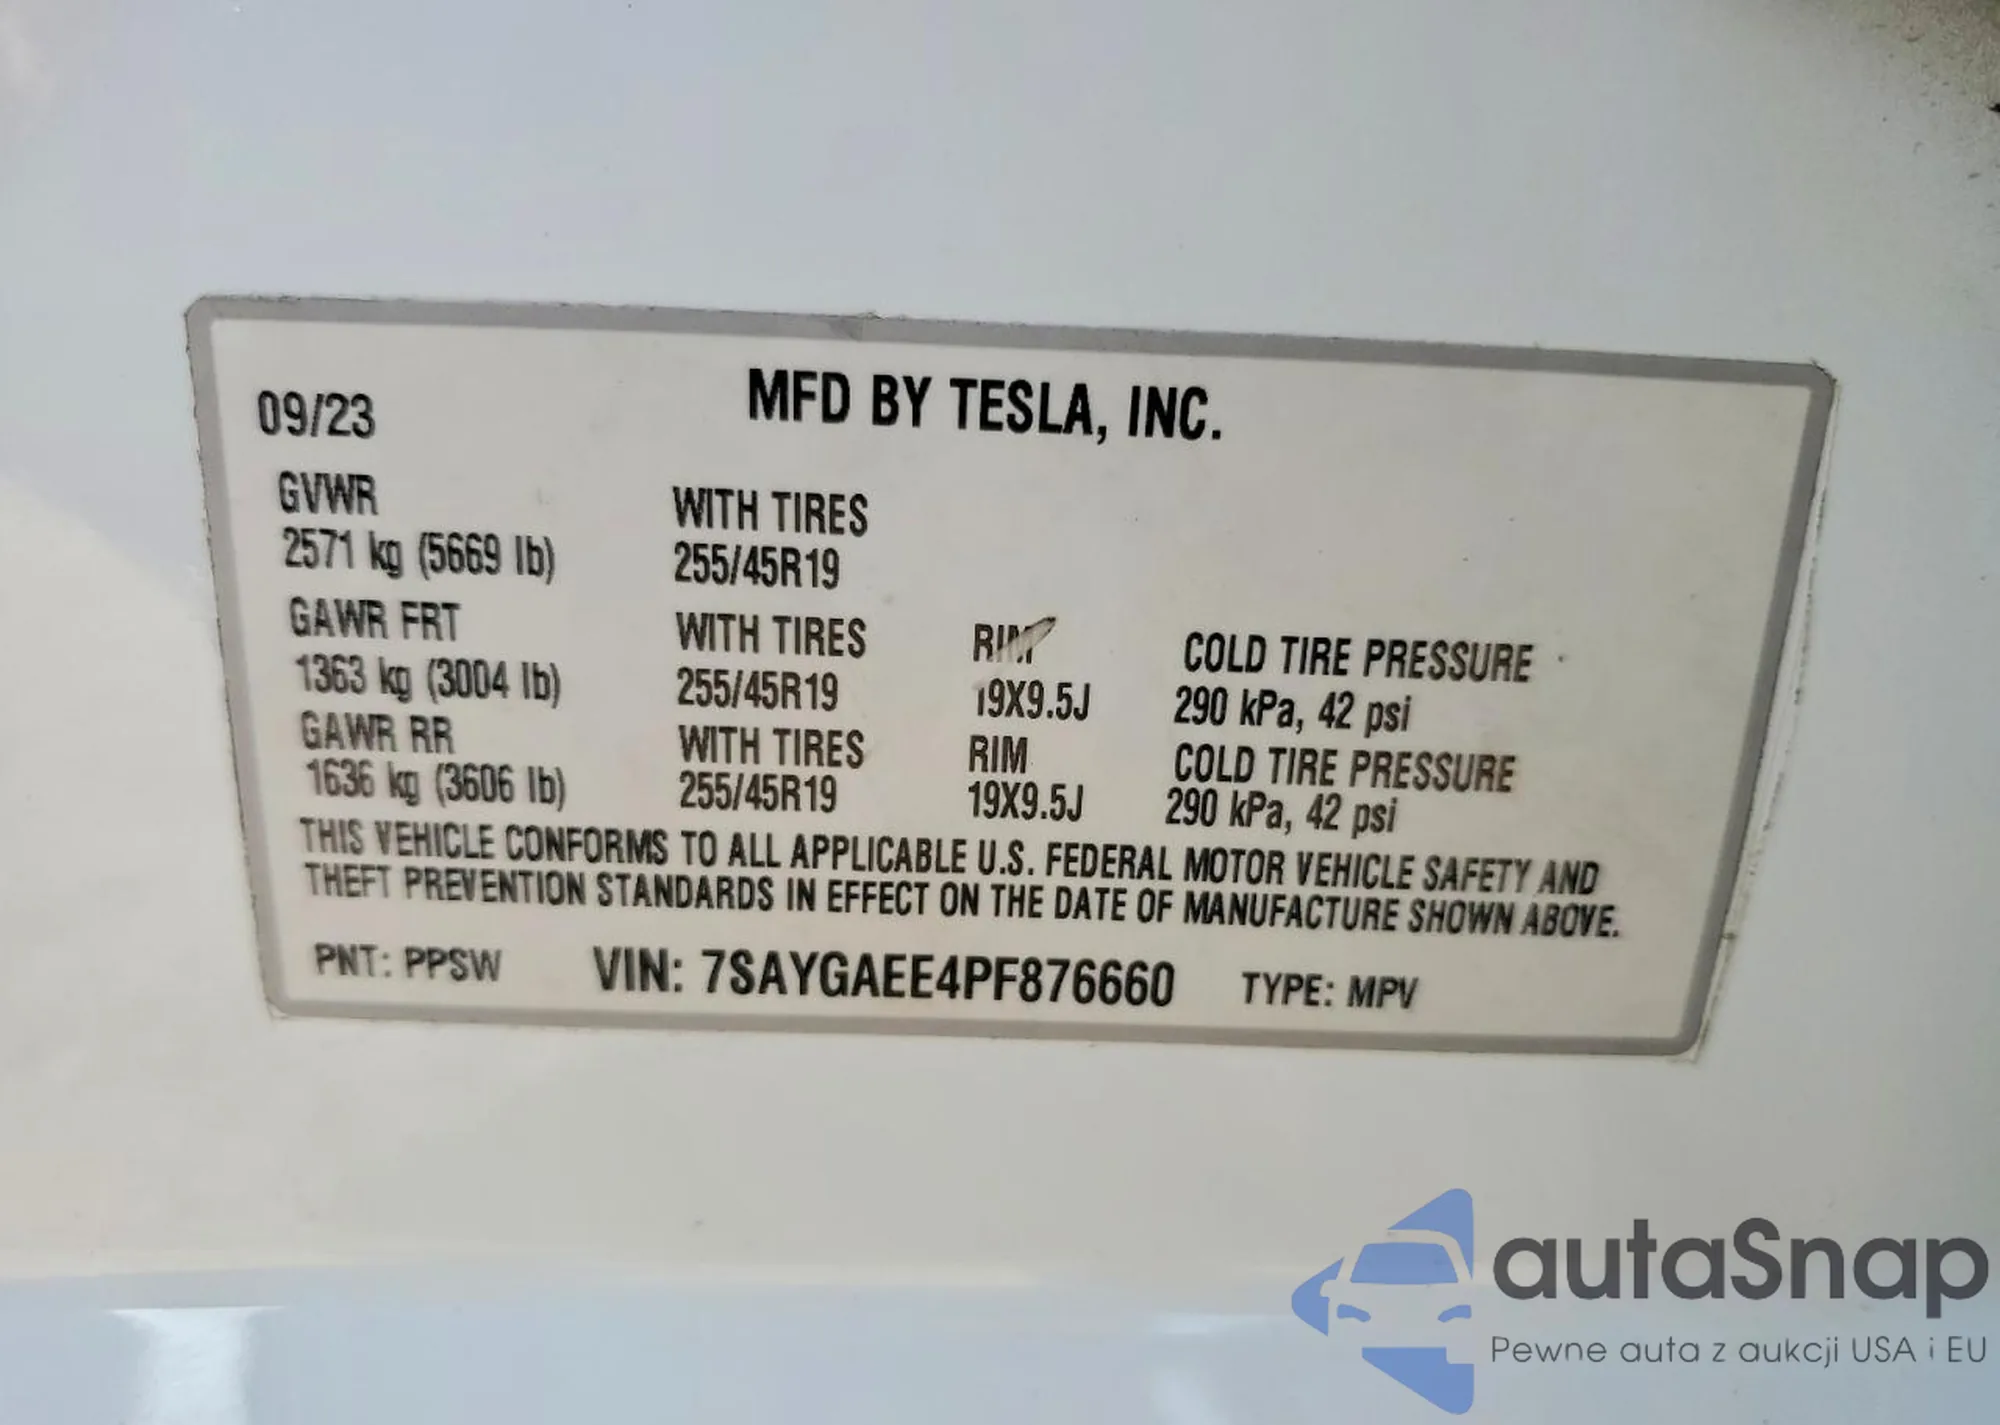 09/23 MFD BY TESLA, INC.
GVWR WITH TIRES
2571 kg (5669 lb) 255/45R19
GAWR FRT WITH TIRES RIM COLD TIRE PRESSURE
1363 kg (3004 lb) 255/45R19 19X9.5J 290 kPa, 42 psi
GAWR RR WITH TIRES RIM COLD TIRE PRESSURE
1636 kg (3606 lb) 255/45R19 19X9.5J 290 kPa, 42 psi
THIS VEHICLE CONFORMS TO ALL APPLICABLE U.S. FEDERAL MOTOR VEHICLE SAFETY AND
THEFT PREVENTION STANDARDS IN EFFECT ON THE DATE OF MANUFACTURE SHOWN ABOVE.
PNT: PPSW VIN: 7SAYGAEE4PF876660 TYPE: MPV
autaSnap
Pewne auta z aukcji USA i EU